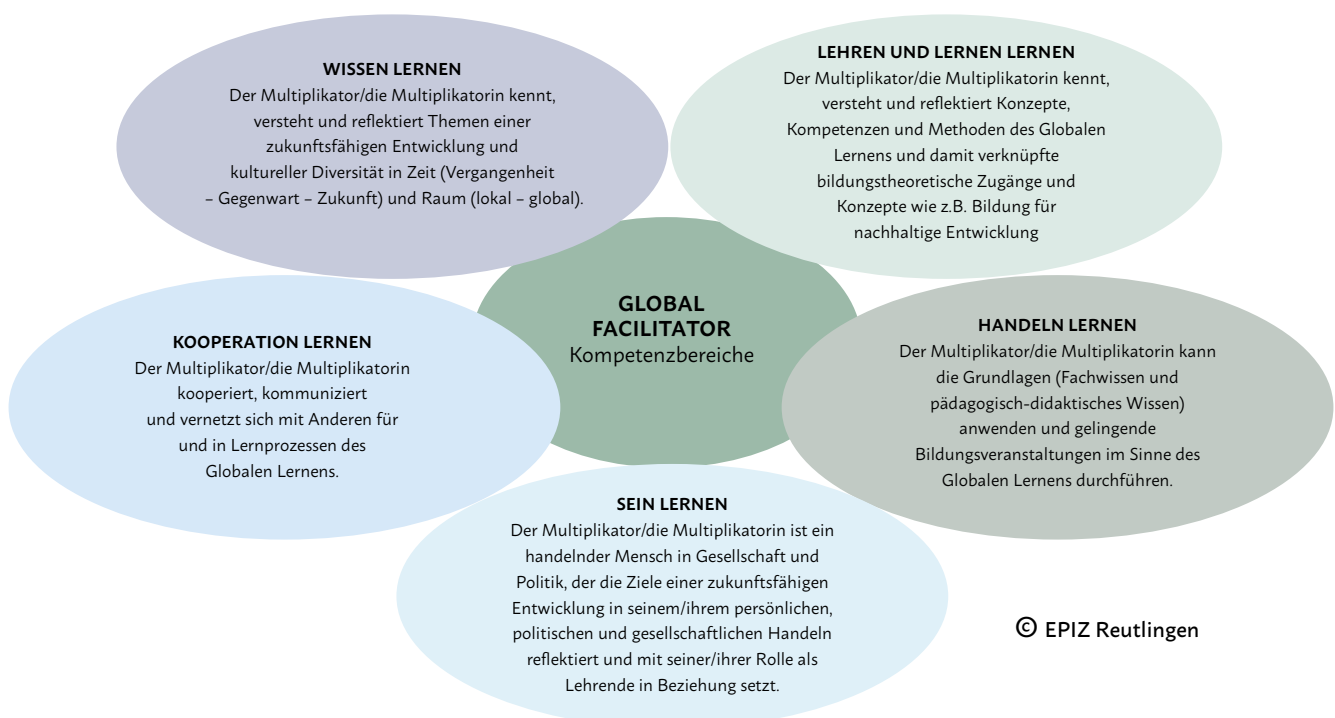 WISSEN LERNEN
Der Multiplikator/die Multiplikatorin kennt,
versteht und reflektiert Themen einer
zukunftsfähigen Entwicklung und
kultureller Diversität in Zeit (Vergangenheit
– Gegenwart – Zukunft) und Raum (lokal – global).
LEHREN UND LERNEN LERNEN
Der Multiplikator/die Multiplikatorin kennt,
versteht und reflektiert Konzepte,
Kompetenzen und Methoden des Globalen
Lernens und damit verknüpfte
bildungstheoretische Zugänge und
Konzepte wie z.B. Bildung für
nachhaltige Entwicklung
GLOBAL
FACILITATOR
Kompetenzbereiche
KOOPERATION LERNEN
Der Multiplikator/die Multiplikatorin
kooperiert, kommuniziert
und vernetzt sich mit Anderen für
und in Lernprozessen des
Globalen Lernens.
HANDELN LERNEN
Der Multiplikator/die Multiplikatorin kann
die Grundlagen (Fachwissen und
pädagogisch-didaktisches Wissen)
anwenden und gelingende
Bildungsveranstaltungen im Sinne des
Globalen Lernens durchführen.
SEIN LERNEN
Der Multiplikator/die Multiplikatorin ist ein
handelnder Mensch in Gesellschaft und
Politik, der die Ziele einer zukunftsfähigen
Entwicklung in seinem/ihrem persönlichen,
politischen und gesellschaftlichen Handeln
reflektiert und mit seiner/ihrer Rolle als
Lehrende in Beziehung setzt.
© EPIZ Reutlingen